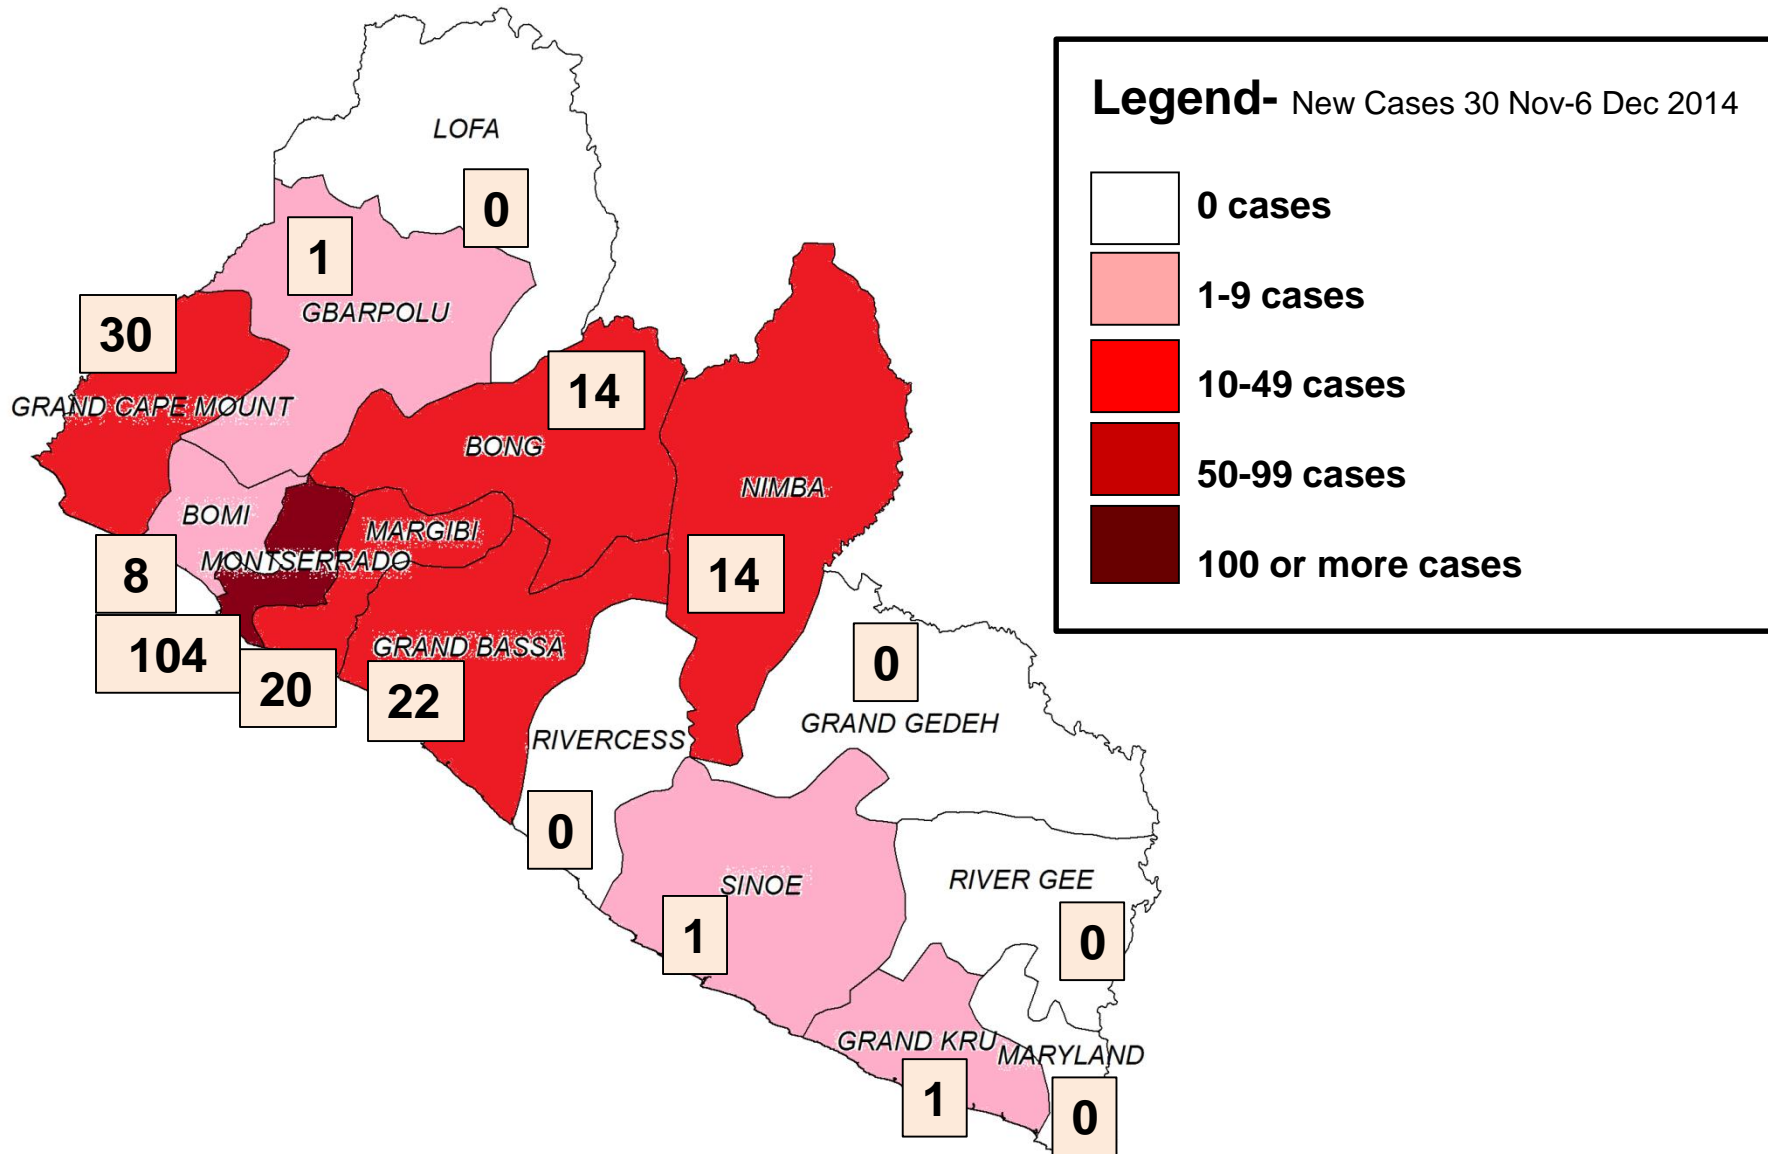 Legend- New Cases 30 Nov-6 Dec 2014
0 cases
1-9 cases
10-49 cases
50-99 cases
100 or more cases
LOFA
0
1
GBARPOLU
30
GRAND CAPE MOUNT
14
BONG
NIMBA
14
BOMI
8
MARGIBI
MONTSERRADO
104
20
GRAND BASSA
22
0
GRAND GEDEH
RIVERCESS
0
SINOE
1
RIVER GEE
0
GRAND KRU
1
MARYLAND
0